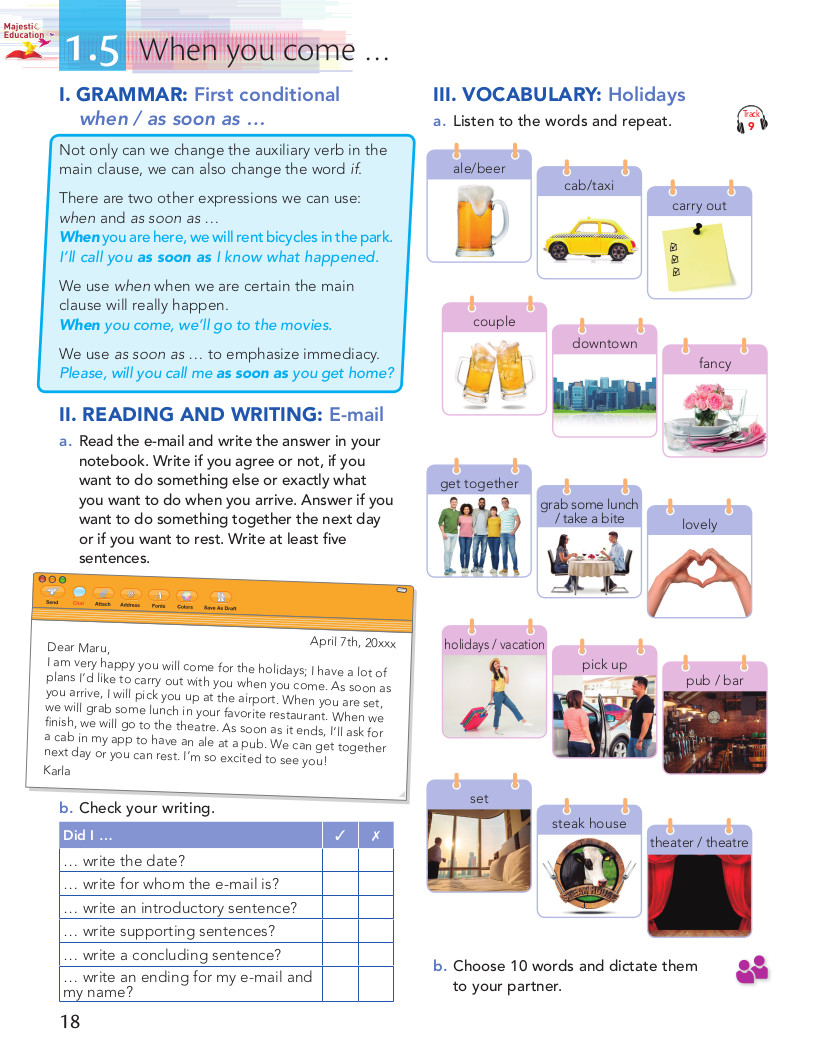 Majestic
Education
1.5 When you come …
I. GRAMMAR: First conditional
when / as soon as …
Not only can we change the auxiliary verb in the
main clause, we can also change the word if.
There are two other expressions we can use:
when and as soon as …
When you are here, we will rent bicycles in the park.
I'll call you as soon as I know what happened.
We use when when we are certain the main
clause will really happen.
When you come, we'll go to the movies.
We use as soon as … to emphasize immediacy.
Please, will you call me as soon as you get home?
II. READING AND WRITING: E-mail
a. Read the e-mail and write the answer in your
notebook. Write if you agree or not, if you
want to do something else or exactly what
you want to do when you arrive. Answer if you
want to do something together the next day
or if you want to rest. Write at least five
sentences.
Send Chat Attach Address Fonts Colors Save As Draft
April 7th, 20xxx
Dear Maru,
I am very happy you will come for the holidays; I have a lot of
plans I'd like to carry out with you when you come. As soon as
you arrive, I will pick you up at the airport. When you are set,
we will grab some lunch in your favorite restaurant. When we
finish, we will go to the theatre. As soon as it ends, I'll ask for
a cab in my app to have an ale at a pub. We can get together
next day or you can rest. I'm so excited to see you!
Karla
b. Check your writing.
Did I … ✓ ✗
… write the date?
… write for whom the e-mail is?
… write an introductory sentence?
… write supporting sentences?
… write a concluding sentence?
… write an ending for my e-mail and
my name?
18
III. VOCABULARY: Holidays
a. Listen to the words and repeat.
Track
9
ale/beer
cab/taxi
carry out
couple
downtown
fancy
get together
grab some lunch
/ take a bite
lovely
holidays / vacation
pick up
pub / bar
set
steak house
theater / theatre
b. Choose 10 words and dictate them
to your partner.